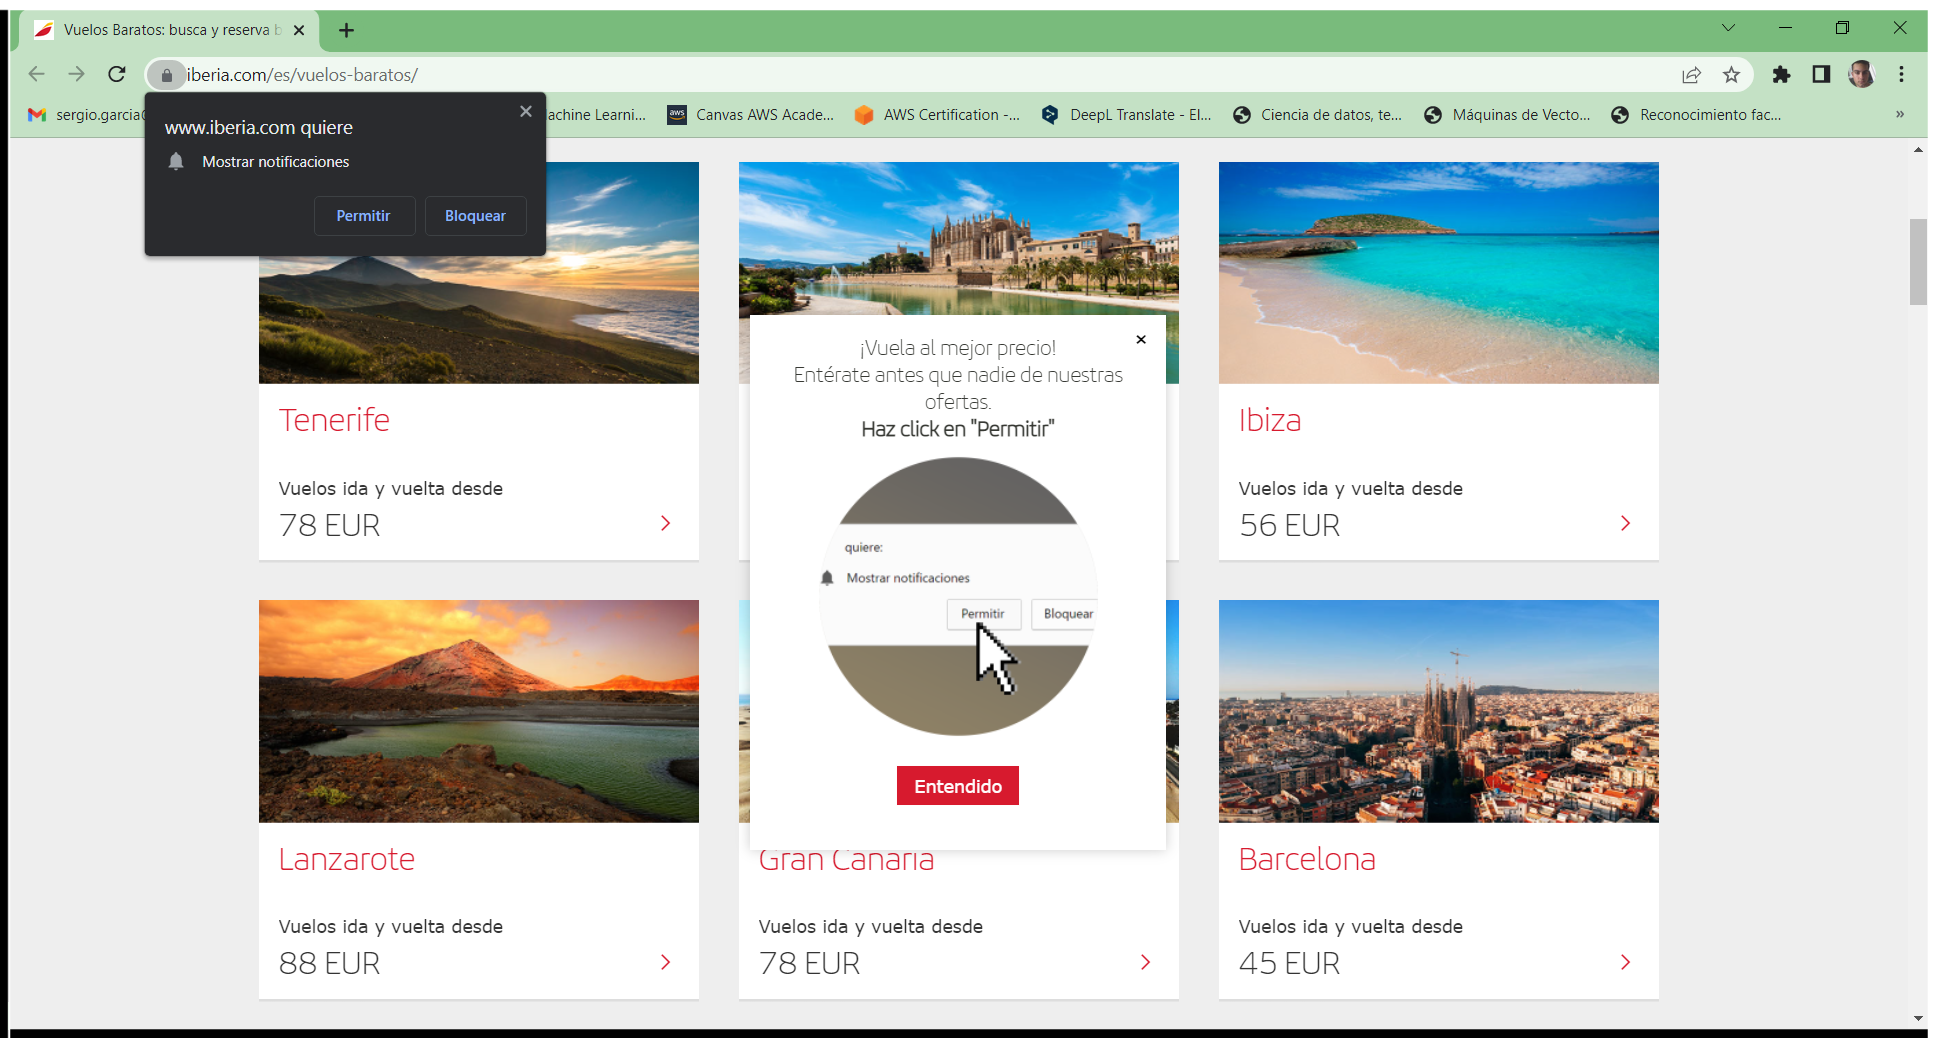 Vuelos Baratos: busca y reserva b
iberia.com/es/vuelos-baratos/
sergio.garcia
achine Learni...
aws
Canvas AWS Acade...
AWS Certification -...
DeepL Translate - El...
Ciencia de datos, te...
Máquinas de Vecto...
Reconocimiento fac...
»
www.iberia.com quiere
Mostrar notificaciones
Permitir
Bloquear
¡Vuela al mejor precio!
Entérate antes que nadie de nuestras
ofertas.
Haz click en "Permitir"
quiere:
Mostrar notificaciones
Permitir
Bloquear
Entendido
Tenerife
Vuelos ida y vuelta desde
78 EUR
Ibiza
Vuelos ida y vuelta desde
56 EUR
Lanzarote
Vuelos ida y vuelta desde
88 EUR
Gran Canaria
Vuelos ida y vuelta desde
78 EUR
Barcelona
Vuelos ida y vuelta desde
45 EUR